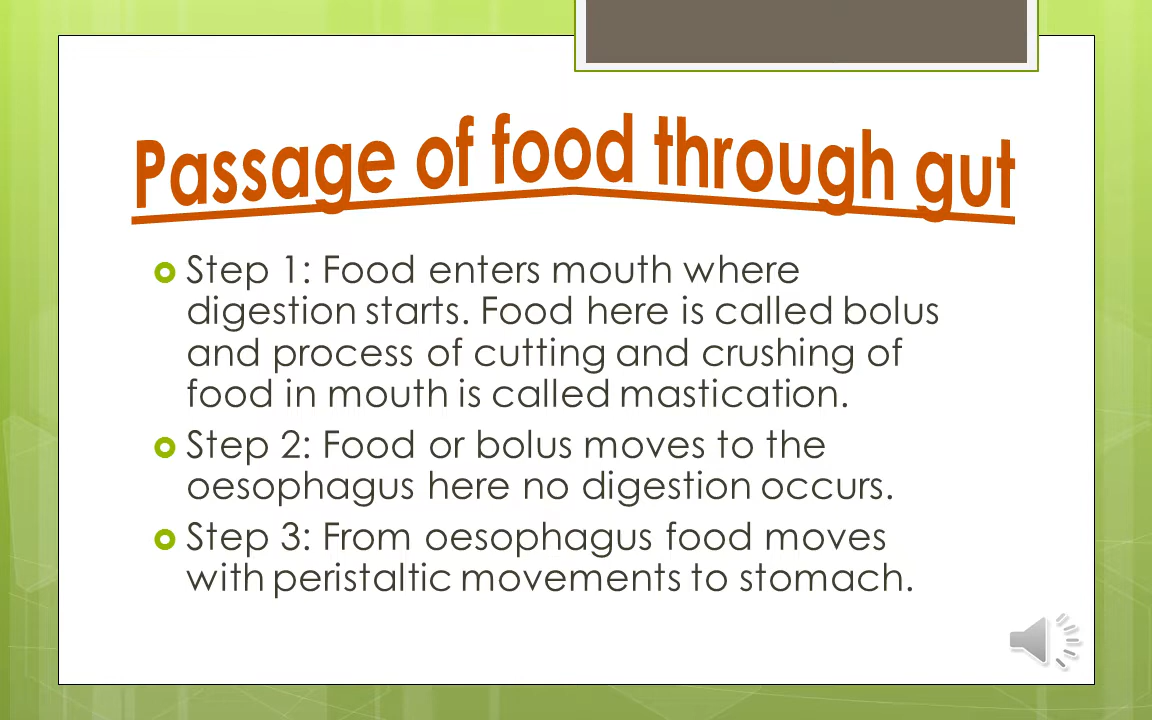 Passage of food through gut
Step 1: Food enters mouth where
digestion starts. Food here is called bolus
and process of cutting and crushing of
food in mouth is called mastication.
Step 2: Food or bolus moves to the
oesophagus here no digestion occurs.
Step 3: From oesophagus food moves
with peristaltic movements to stomach.